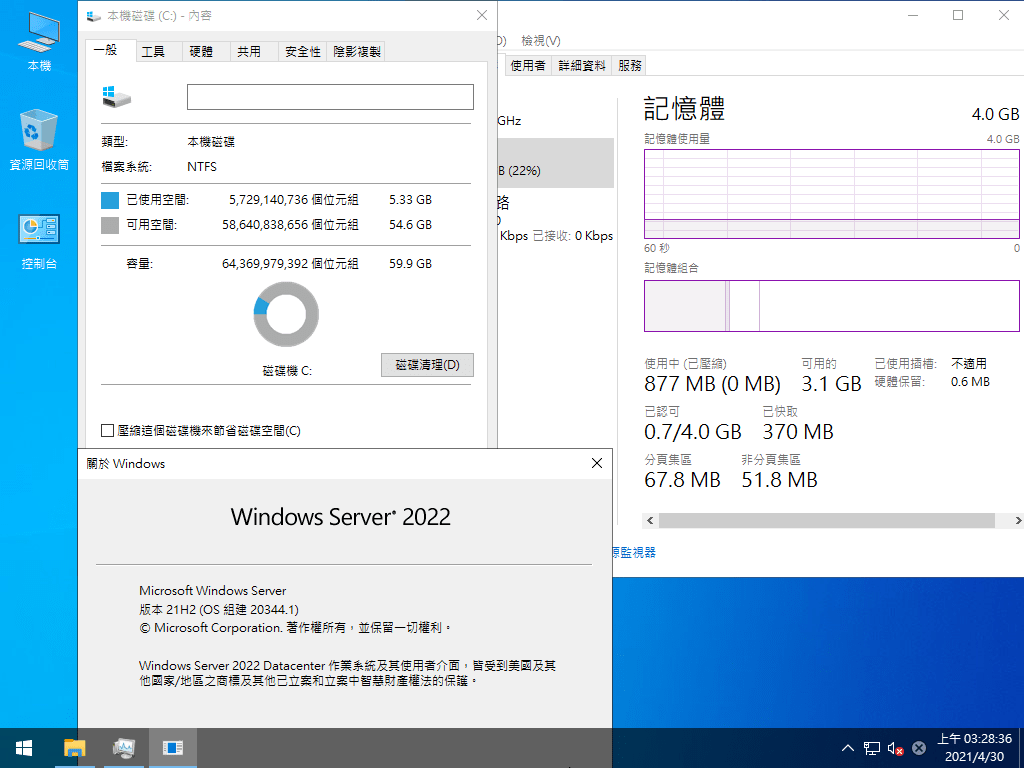 本機
資源回收筒
控制台
本機磁碟 (C:) - 內容
一般 工具 硬體 共用 安全性 陰影複製
類型: 本機磁碟
檔案系統: NTFS
已使用空間: 5,729,140,736 個位元組 5.33 GB
可用空間: 58,640,838,656 個位元組 54.6 GB
容量: 64,369,979,392 個位元組 59.9 GB
磁碟機 C:
磁碟清理(D)
壓縮這個磁碟機來節省磁碟空間(C)
檢視(V)
使用者 詳細資料 服務
GHz
B (22%)
路
Kbps 已接收: 0 Kbps
記憶體 4.0 GB
記憶體使用量 4.0 GB
60 秒 0
記憶體組合
使用中 (已壓縮) 可用的 已使用插槽: 不適用
877 MB (0 MB) 3.1 GB 硬體保留: 0.6 MB
已認可 已快取
0.7/4.0 GB 370 MB
分頁集區 非分頁集區
67.8 MB 51.8 MB
源監視器
關於 Windows
Windows Server® 2022
Microsoft Windows Server
版本 21H2 (OS 組建 20344.1)
© Microsoft Corporation. 著作權所有，並保留一切權利。
Windows Server 2022 Datacenter 作業系統及其使用者介面，皆受到美國及其
他國家/地區之商標及其他已立案和立案中智慧財產權法的保護。
上午 03:28:36
2021/4/30